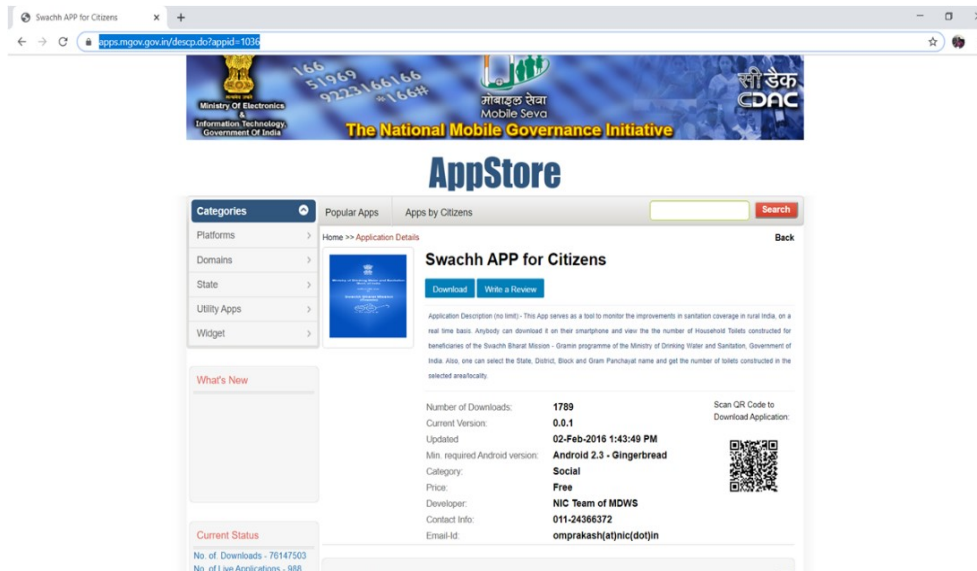 Swachh APP for Citizens
apps.mgov.gov.in/descp.do?appid=1036
Ministry Of Electronics
&
Information Technology,
Government Of India
166
51969
9223166166
*166#
मोबाइल सेवा
Mobile Seva
The National Mobile Governance Initiative
सी डैक
CDAC
AppStore
Categories
Popular Apps
Apps by Citizens
Search
Platforms
Domains
State
Utility Apps
Widget
Home >> Application Details
Back
Swachh APP for Citizens
Download
Write a Review
Application Description (no limit) - This App serves as a tool to monitor the improvements in sanitation coverage in rural India, on a
real time basis. Anybody can download it on their smartphone and view the the number of Household Toilets constructed for
beneficiaries of the Swachh Bharat Mission - Gramin programme of the Ministry of Drinking Water and Sanitation, Government of
India. Also, one can select the State, District, Block and Gram Panchayat name and get the number of toilets constructed in the
selected area/locality.
What's New
Number of Downloads: 1789
Current Version: 0.0.1
Updated 02-Feb-2016 1:43:49 PM
Min. required Android version: Android 2.3 - Gingerbread
Category: Social
Price: Free
Developer: NIC Team of MDWS
Contact Info: 011-24366372
Email-Id: omprakash(at)nic(dot)in
Scan QR Code to
Download Application:
Current Status
No. of. Downloads - 76147503
No. of Live Applications - 988